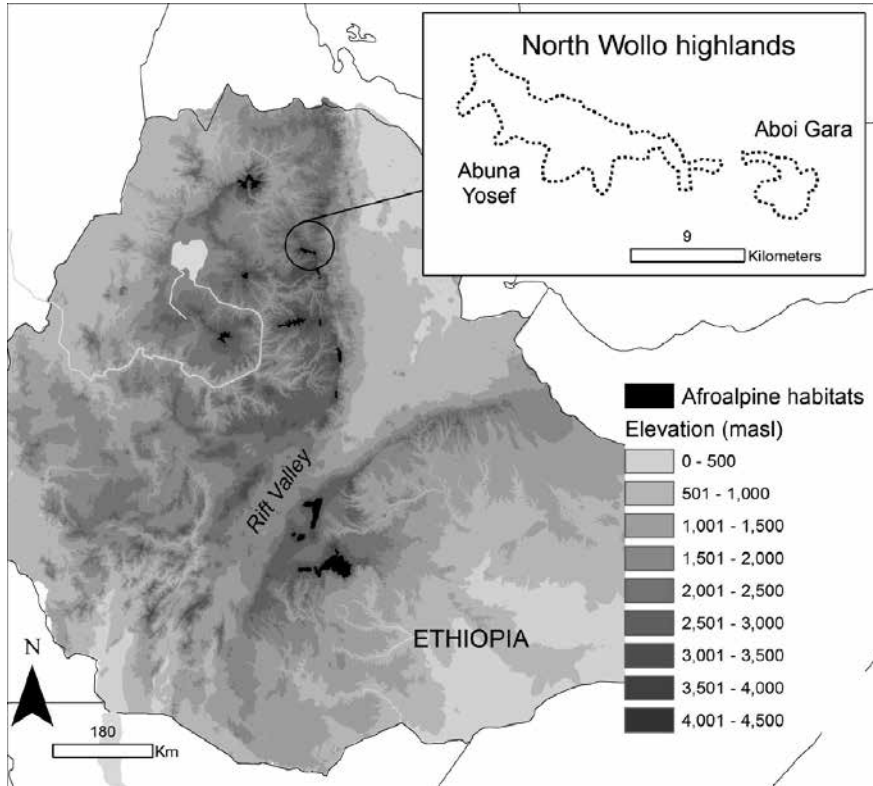 North Wollo highlands
Aboi Gara
Abuna
Yosef
9
Kilometers
Rift Valley
ETHIOPIA
Afroalpine habitats
Elevation (masl)
0 - 500
501 - 1,000
1,001 - 1,500
1,501 - 2,000
2,001 - 2,500
2,501 - 3,000
3,001 - 3,500
3,501 - 4,000
4,001 - 4,500
N
180
Km